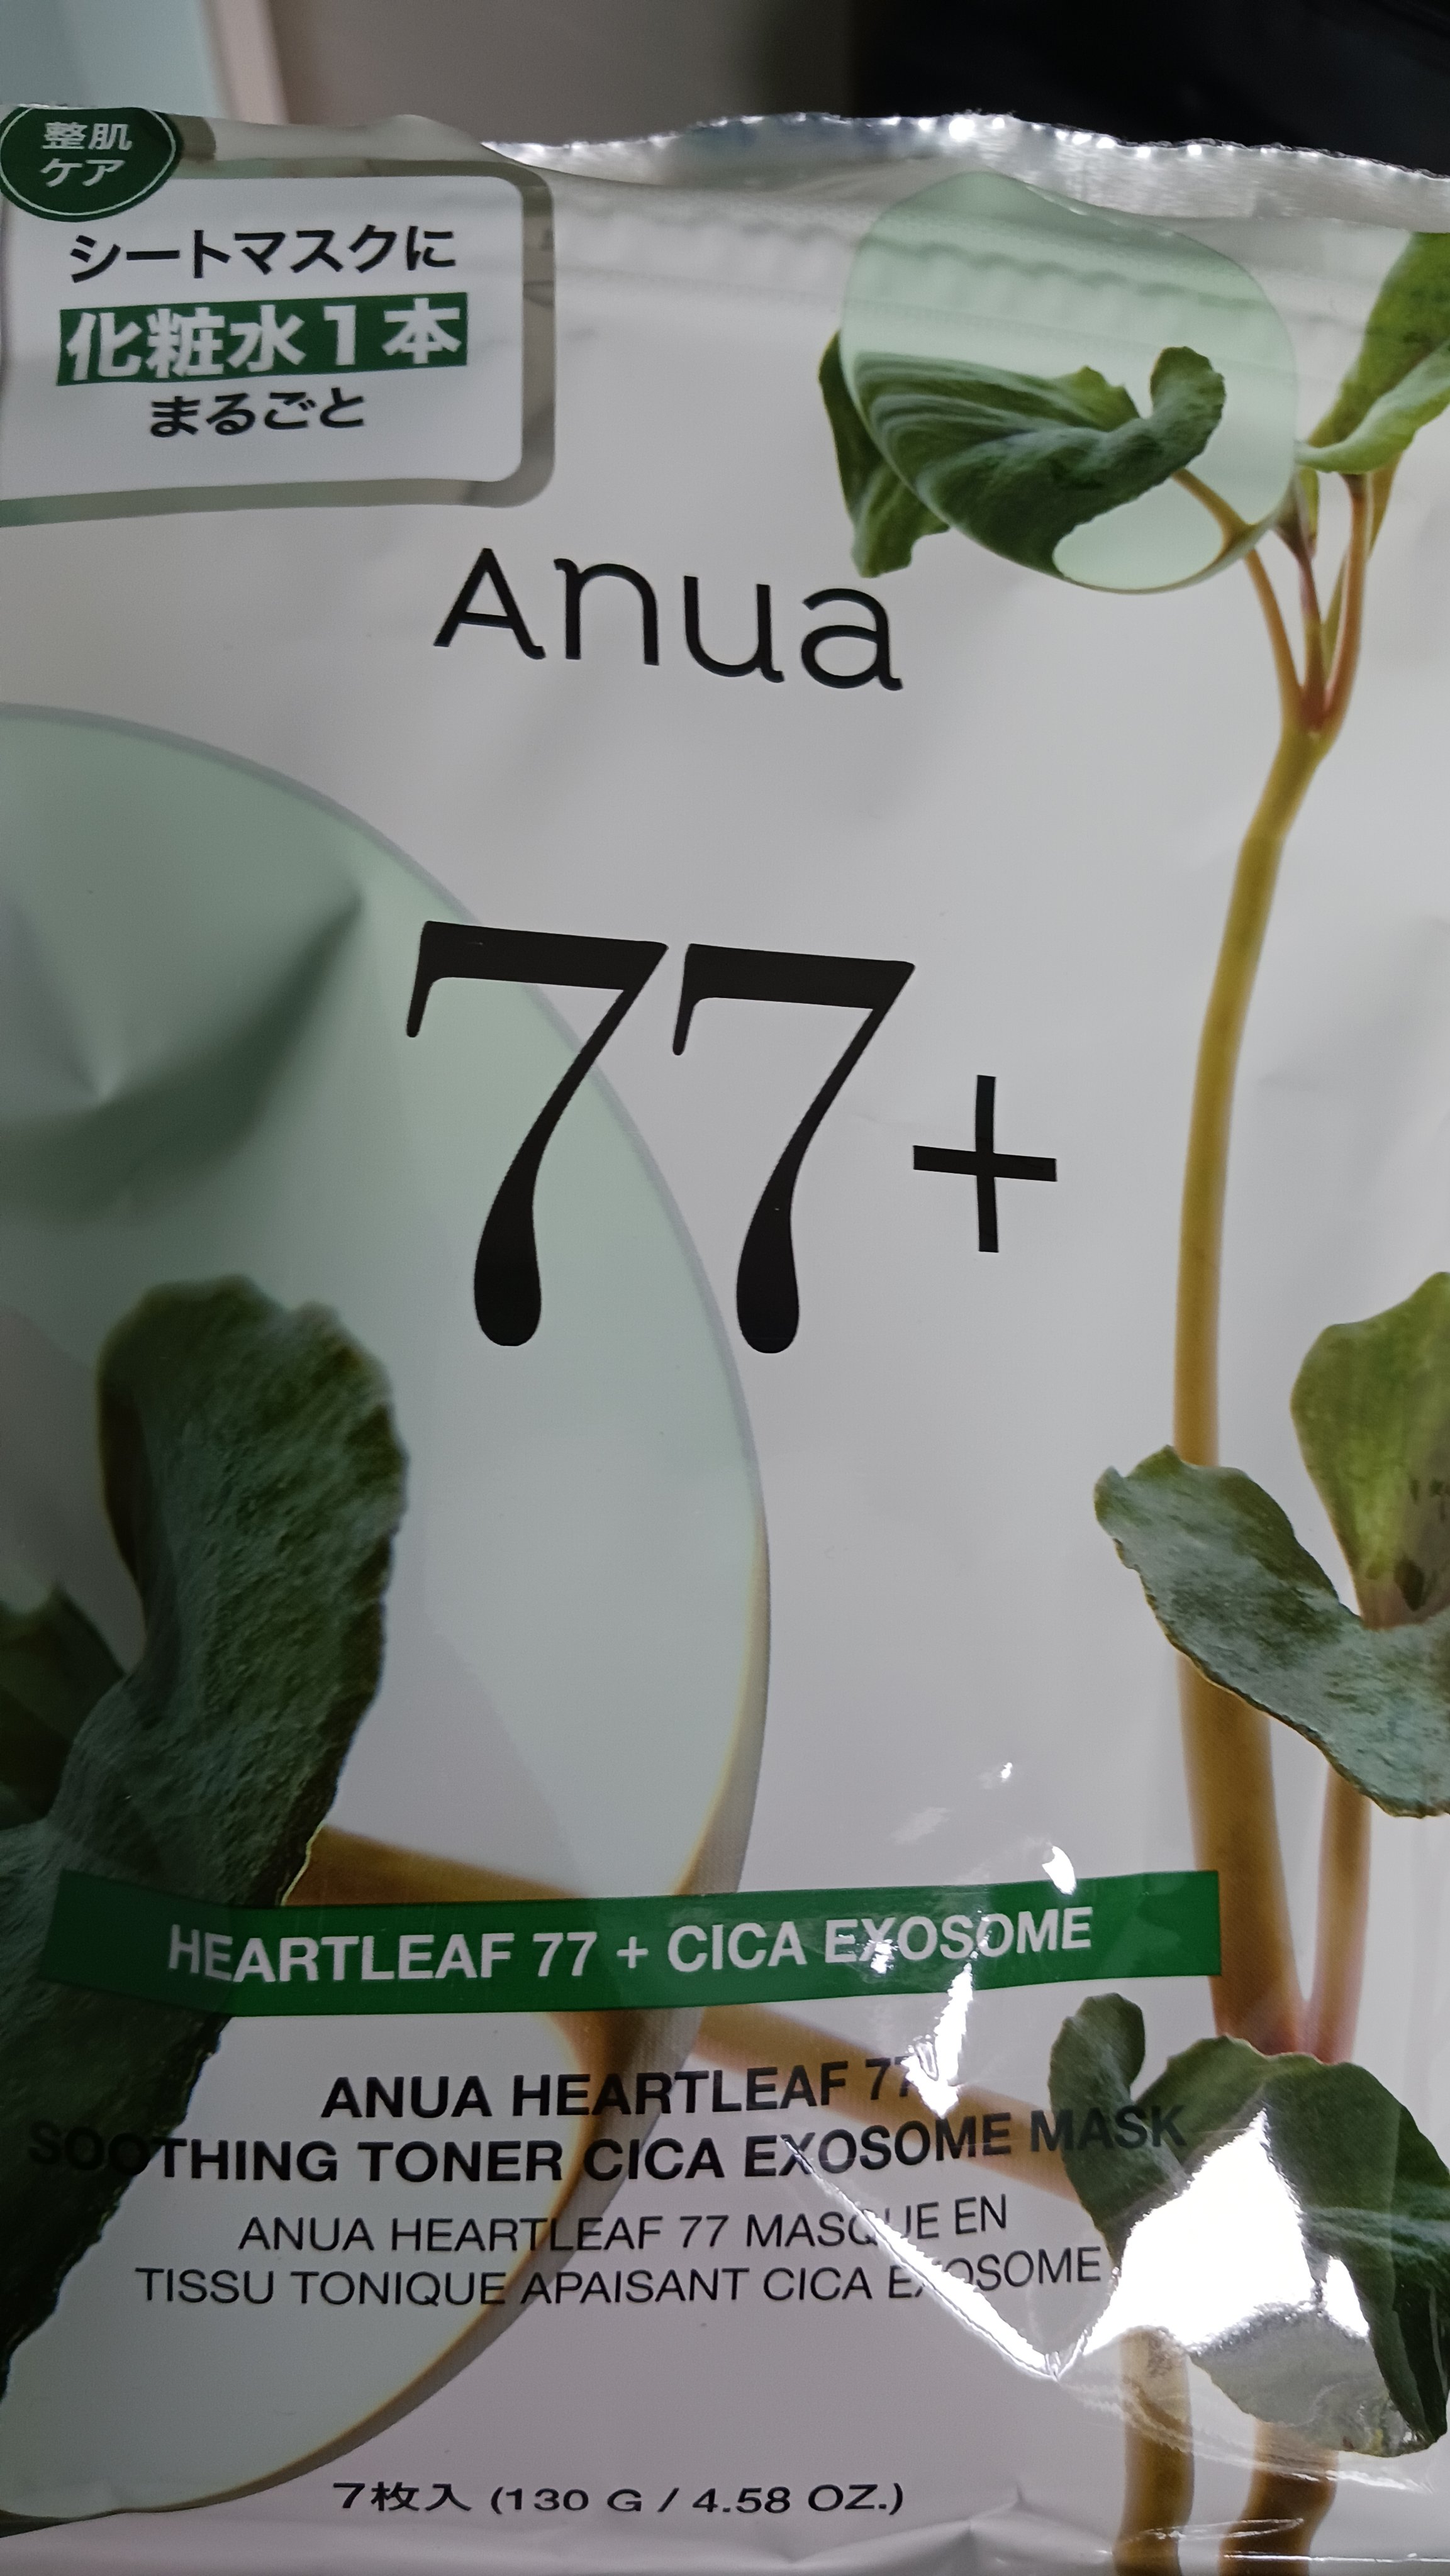 整肌
ケア
シートマスクに
化粧水1本
まるごと
Anua
77+
HEARTLEAF 77 + CICA EXOSOME
ANUA HEARTLEAF 77
SOOTHING TONER CICA EXOSOME MASK
ANUA HEARTLEAF 77 MASQUE EN
TISSU TONIQUE APAISANT CICA EXOSOME
7枚入 (130 G / 4.58 OZ.)